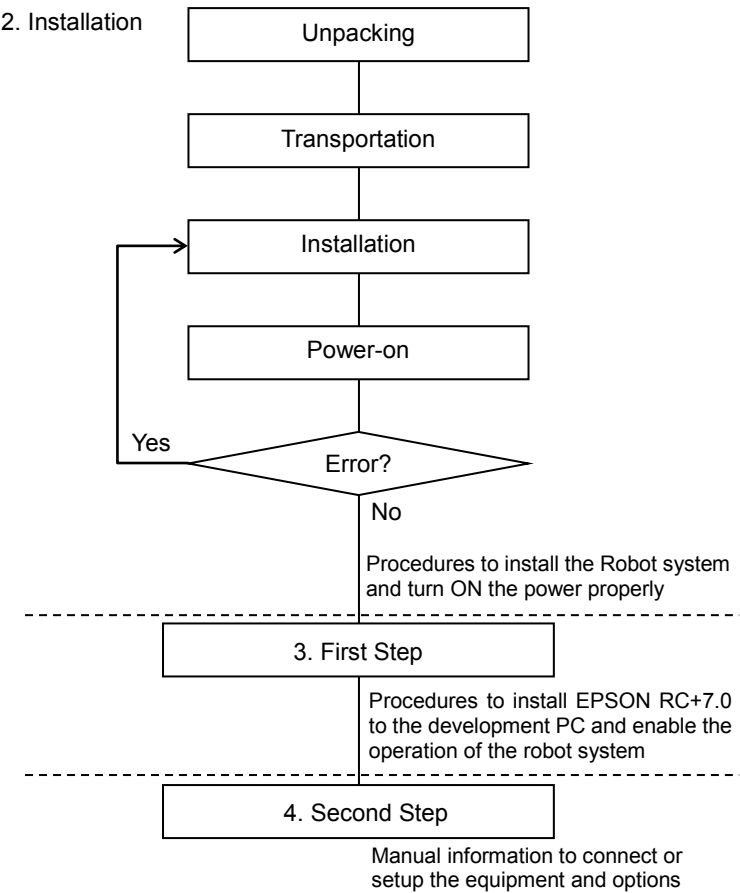 2. Installation
Unpacking
Transportation
Installation
Power-on
Yes
Error?
No
Procedures to install the Robot system
and turn ON the power properly
3. First Step
Procedures to install EPSON RC+7.0
to the development PC and enable the
operation of the robot system
4. Second Step
Manual information to connect or
setup the equipment and options